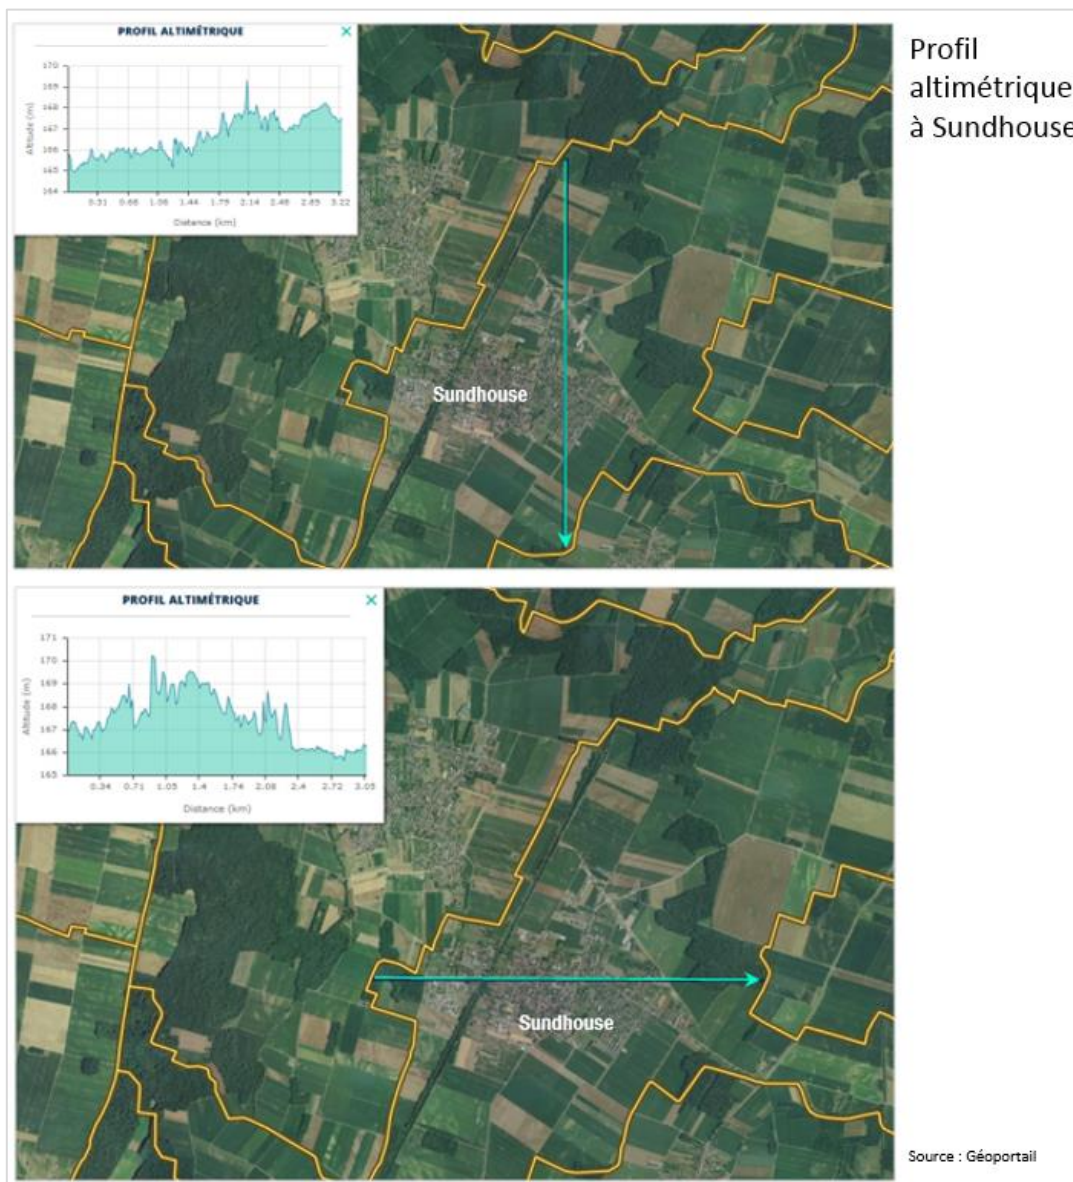 PROFIL ALTIMÉTRIQUE
×
Altitude (m)
170
169
168
167
166
165
164
0.31 0.66 1.06 1.44 1.79 2.14 2.48 2.85 3.22
Distance (km)
Profil
altimétrique
à Sundhouse
Sundhouse
PROFIL ALTIMÉTRIQUE
×
Altitude (m)
171
170
169
168
167
166
165
0.34 0.71 1.05 1.4 1.74 2.08 2.4 2.72 3.05
Distance (km)
Sundhouse
Source : Géoportail